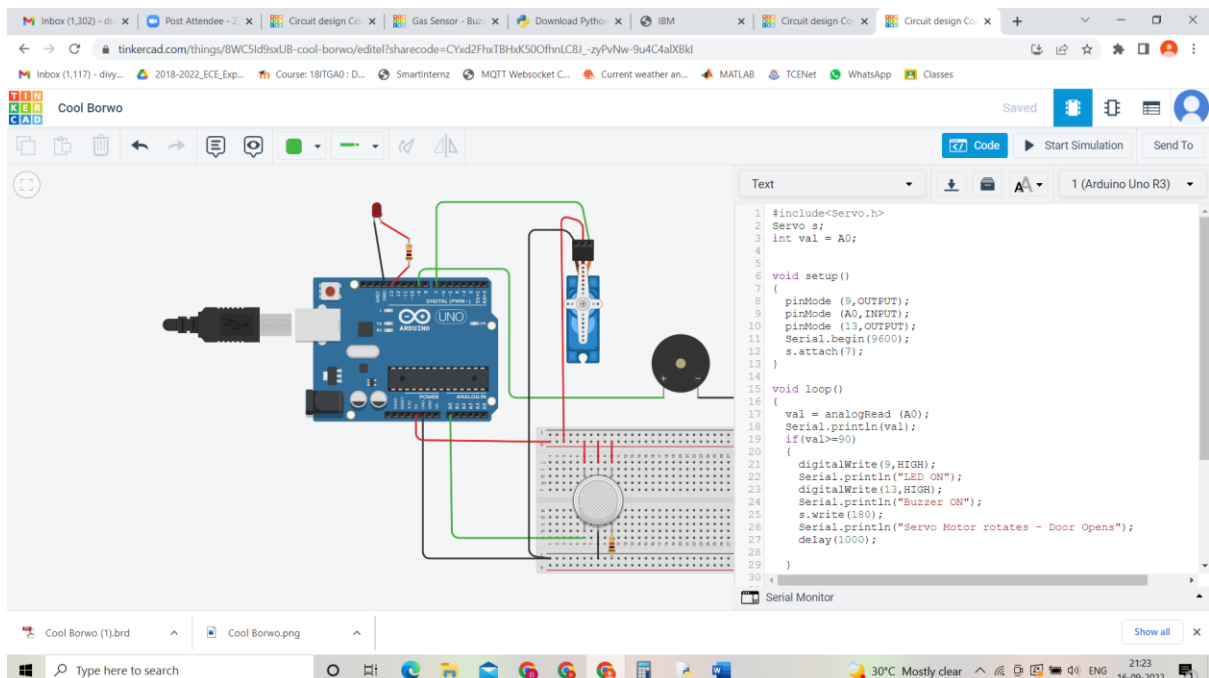 Inbox (1,302) - div
Post Attendee - Z
Circuit design Co
Gas Sensor - Buz
Download Python
IBM
Circuit design Co
Circuit design Co
tinkercad.com/things/8WC5Id9sxUB-cool-borwo/editel?sharecode=CYxd2FhxTBHxK50OfhnLC8J_-zyPvNw-9u4C4alXBkI
Inbox (1,117) - divy...
2018-2022_ECE_Exp...
Course: 18ITGA0 : D...
SmartInternz
MQTT Websocket C...
Current weather an...
MATLAB
TCENet
WhatsApp
Classes
TINKERCAD
Cool Borwo
Saved
Code
Start Simulation
Send To
Text
1 (Arduino Uno R3)
1 #include<Servo.h>
2 Servo s;
3 int val = A0;
4
5
6 void setup()
7 {
8 pinMode (9,OUTPUT);
9 pinMode (A0,INPUT);
10 pinMode (13,OUTPUT);
11 Serial.begin(9600);
12 s.attach(7);
13 }
14
15 void loop()
16 {
17 val = analogRead (A0);
18 Serial.println(val);
19 if(val>=90)
20 {
21 digitalWrite(9,HIGH);
22 Serial.println("LED ON");
23 digitalWrite(13,HIGH);
24 Serial.println("Buzzer ON");
25 s.write(180);
26 Serial.println("Servo Motor rotates - Door Opens");
27 delay(1000);
28
29 }
30
DIGITAL (PWM~)
UNO
ARDUINO
POWER
ANALOG IN
Serial Monitor
Cool Borwo (1).brd
Cool Borwo.png
Show all
Type here to search
30°C Mostly clear
ENG
21:23
16-09-2022